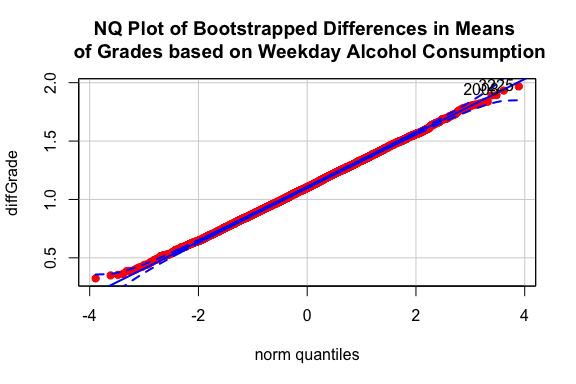 NQ Plot of Bootstrapped Differences in Means
of Grades based on Weekday Alcohol Consumption
diffGrade
2.0
1.5
1.0
0.5
-4
-2
0
2
4
norm quantiles